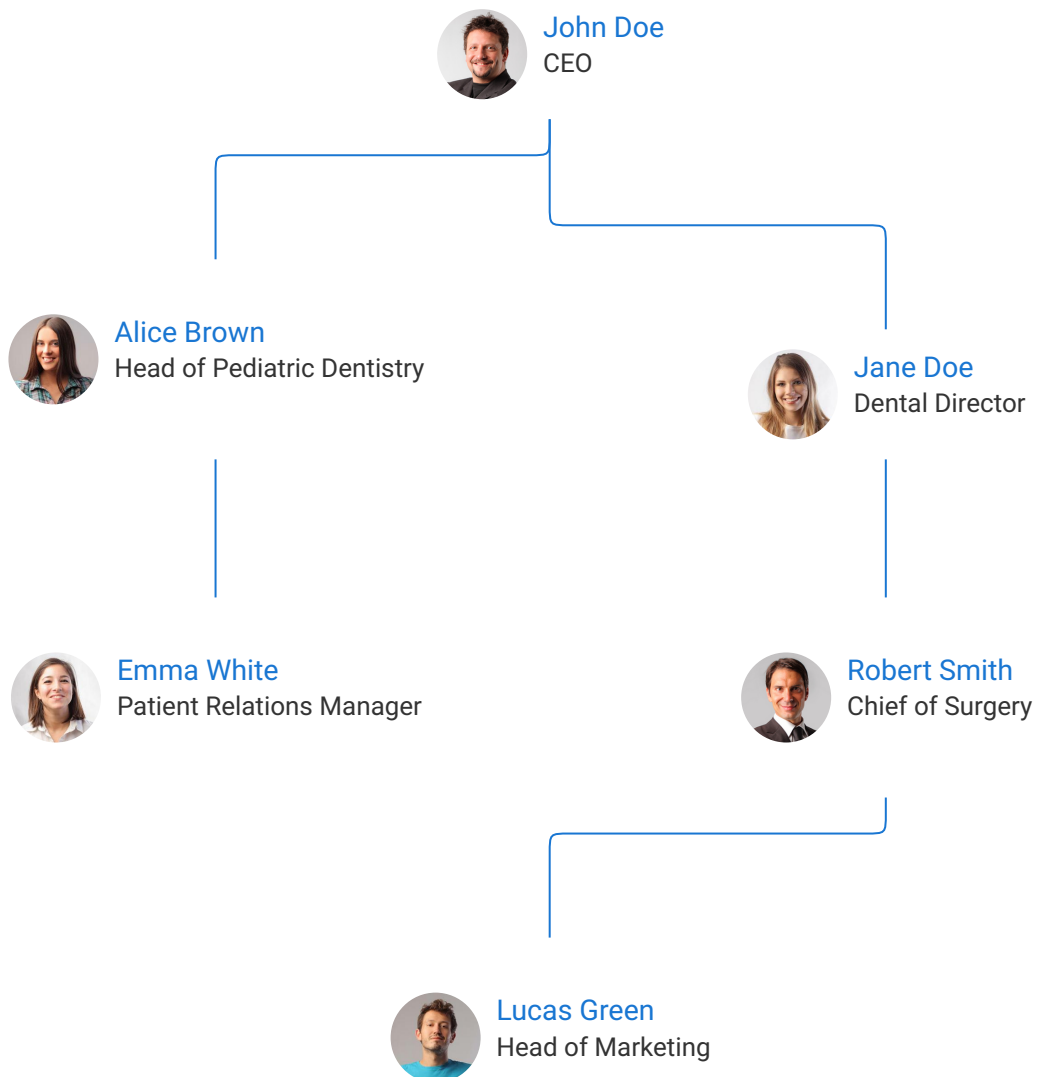 John Doe
CEO
Alice Brown
Head of Pediatric Dentistry
Jane Doe
Dental Director
Emma White
Patient Relations Manager
Robert Smith
Chief of Surgery
Lucas Green
Head of Marketing